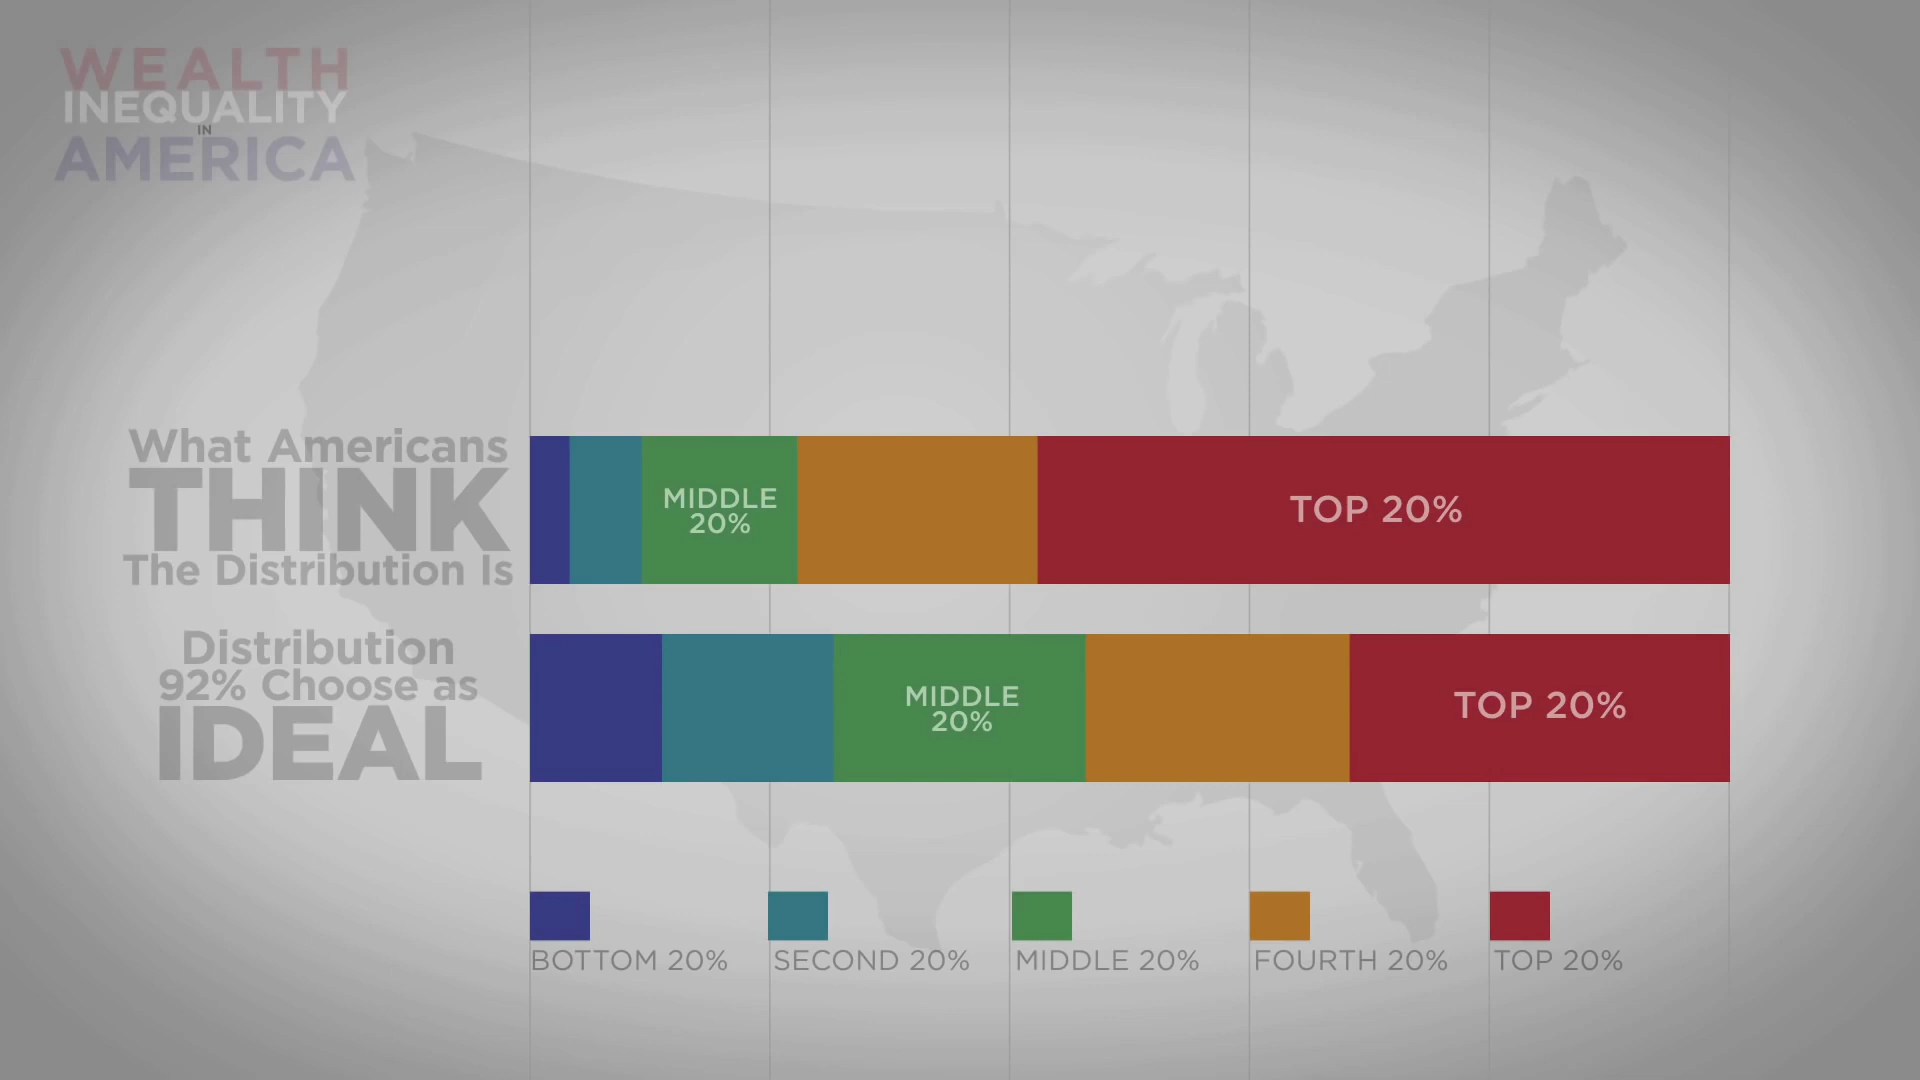 WEALTH
INEQUALITY
IN
AMERICA
What Americans
THINK
The Distribution Is
MIDDLE
20%
TOP 20%
Distribution
92% Choose as
IDEAL
MIDDLE
20%
TOP 20%
BOTTOM 20%
SECOND 20%
MIDDLE 20%
FOURTH 20%
TOP 20%